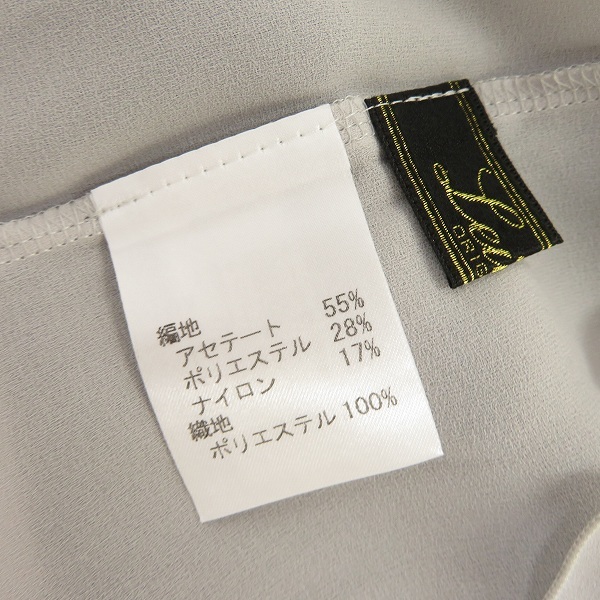 編地
アセテート 55%
ポリエステル 28%
ナイロン 17%
織地
ポリエステル 100%